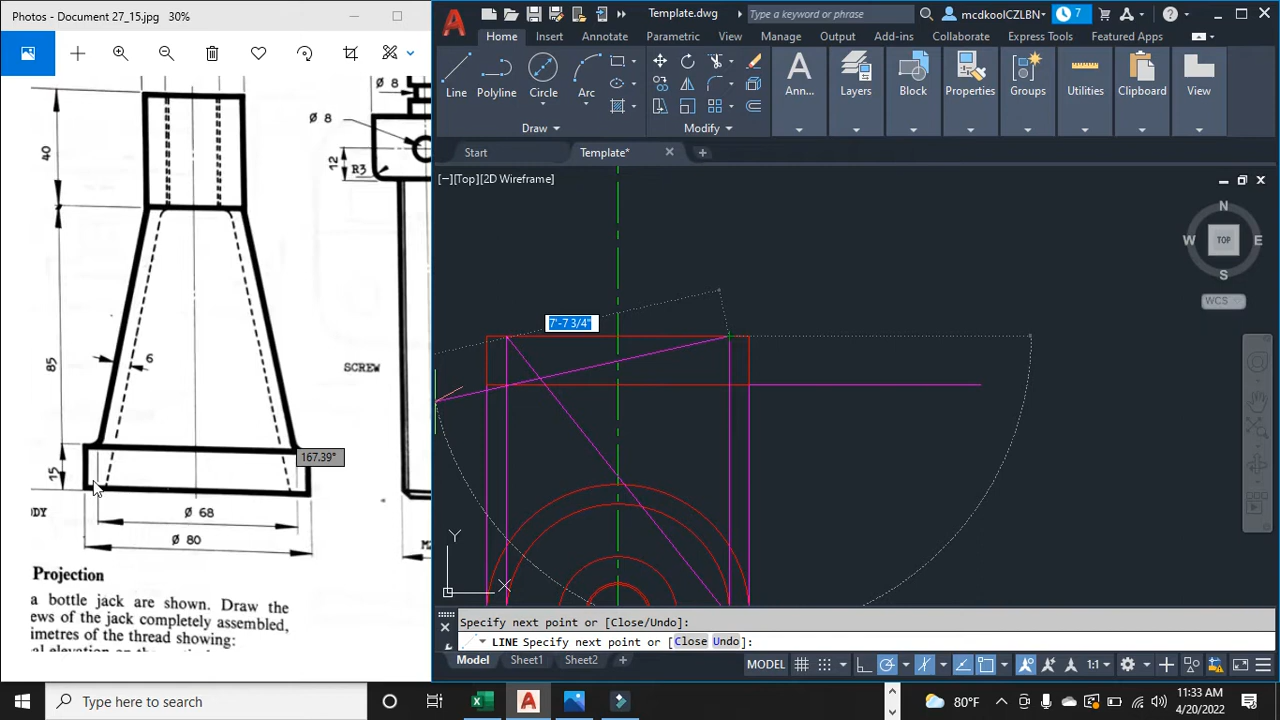 Photos - Document 27_15.jpg   30%
40
85
15
6
Ø 68
Ø 80
Ø 8
Ø 8
12
R3
SCREW
ODY
167.39°
Projection
a bottle jack are shown. Draw the
ews of the jack completely assembled,
imetres of the thread showing:
Template.dwg
Type a keyword or phrase
mcdkoolCZLBN
7
Home
Insert
Annotate
Parametric
View
Manage
Output
Add-ins
Collaborate
Express Tools
Featured Apps
Line
Polyline
Circle
Arc
Draw
Modify
Ann...
Layers
Block
Properties
Groups
Utilities
Clipboard
View
Start
Template*
[−][Top][2D Wireframe]
N
W
TOP
E
S
WCS
7'-7 3/4"
Y
X
Specify next point or [Close/Undo]:
LINE Specify next point or [Close Undo]:
Model
Sheet1
Sheet2
MODEL
1:1
Type here to search
80°F
11:33 AM
4/20/2022